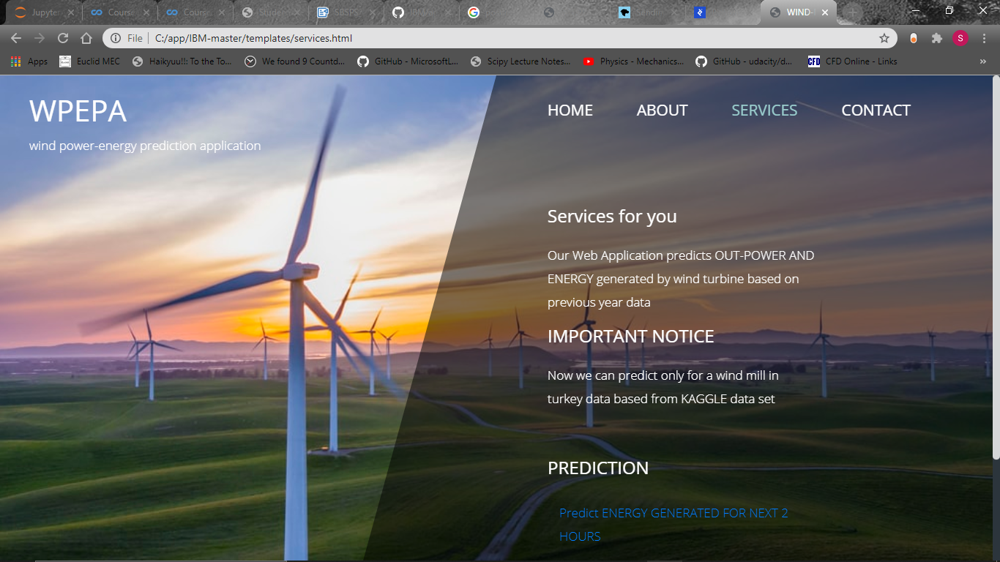 Jupyter
Course
Course
Studen
SBSPS
IBM
G
Sendin
WIND-
File
C:/app/IBM-master/templates/services.html
S
Apps
Euclid MEC
Haikyuu!!: To the To...
We found 9 Countd...
GitHub - MicrosoftL...
Scipy Lecture Notes...
Physics - Mechanics...
GitHub - udacity/d...
CFD
CFD Online - Links
»
WPEPA
wind power-energy prediction application
HOME
ABOUT
SERVICES
CONTACT
Services for you
Our Web Application predicts OUT-POWER AND
ENERGY generated by wind turbine based on
previous year data
IMPORTANT NOTICE
Now we can predict only for a wind mill in
turkey data based from KAGGLE data set
PREDICTION
Predict ENERGY GENERATED FOR NEXT 2
HOURS